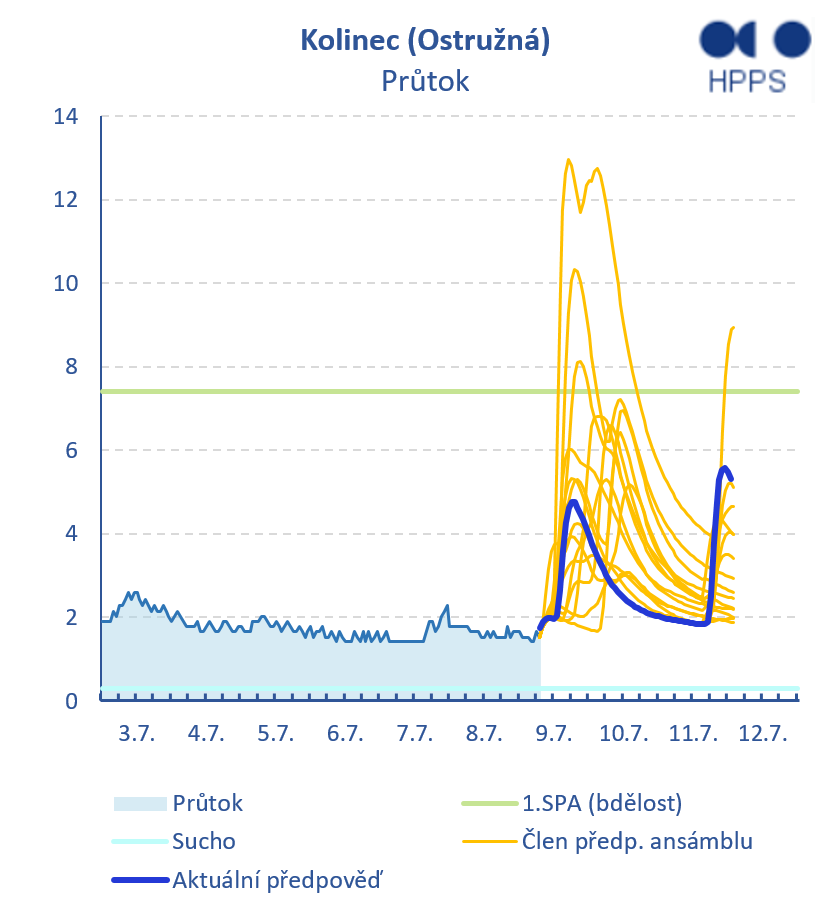 Kolinec (Ostružná)
Průtok
HPPS
14
12
10
8
6
4
2
0
3.7. 4.7. 5.7. 6.7. 7.7. 8.7. 9.7. 10.7. 11.7. 12.7.
Průtok 1.SPA (bdělost)
Sucho Člen předp. ansámblu
Aktuální předpověď